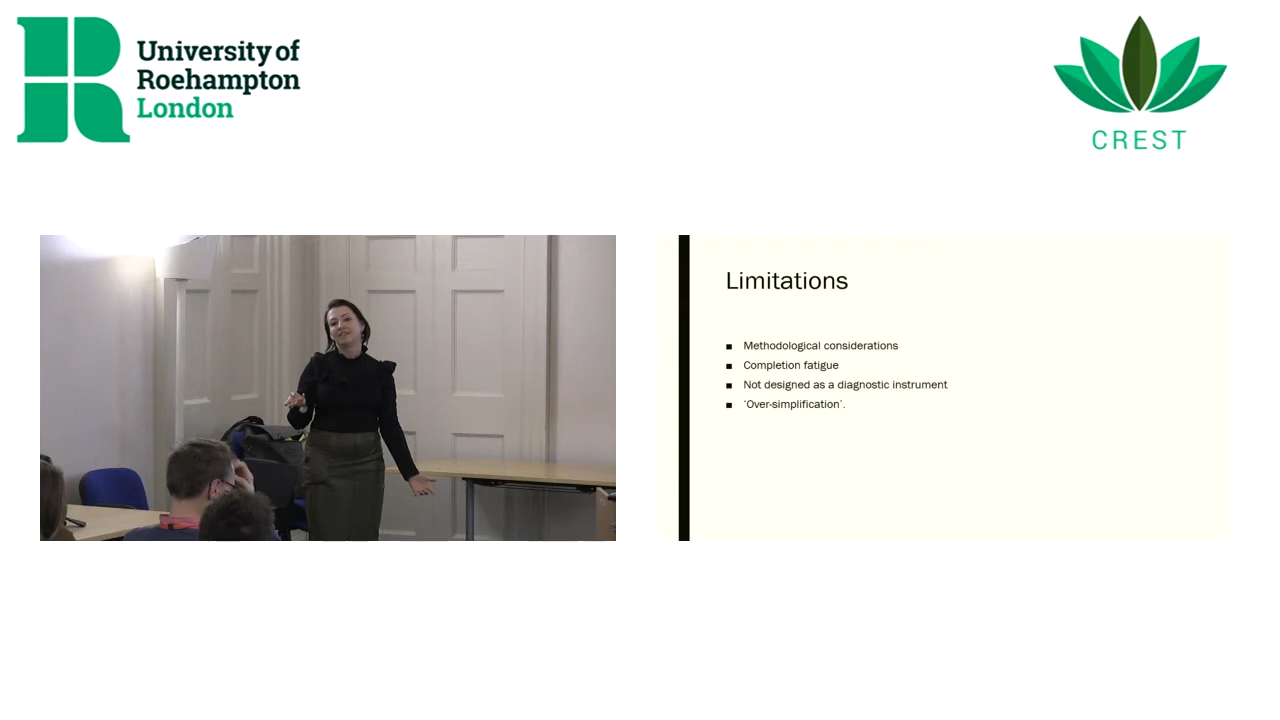 University of
Roehampton
London
CREST
Limitations
■ Methodological considerations
■ Completion fatigue
■ Not designed as a diagnostic instrument
■ ‘Over-simplification’.